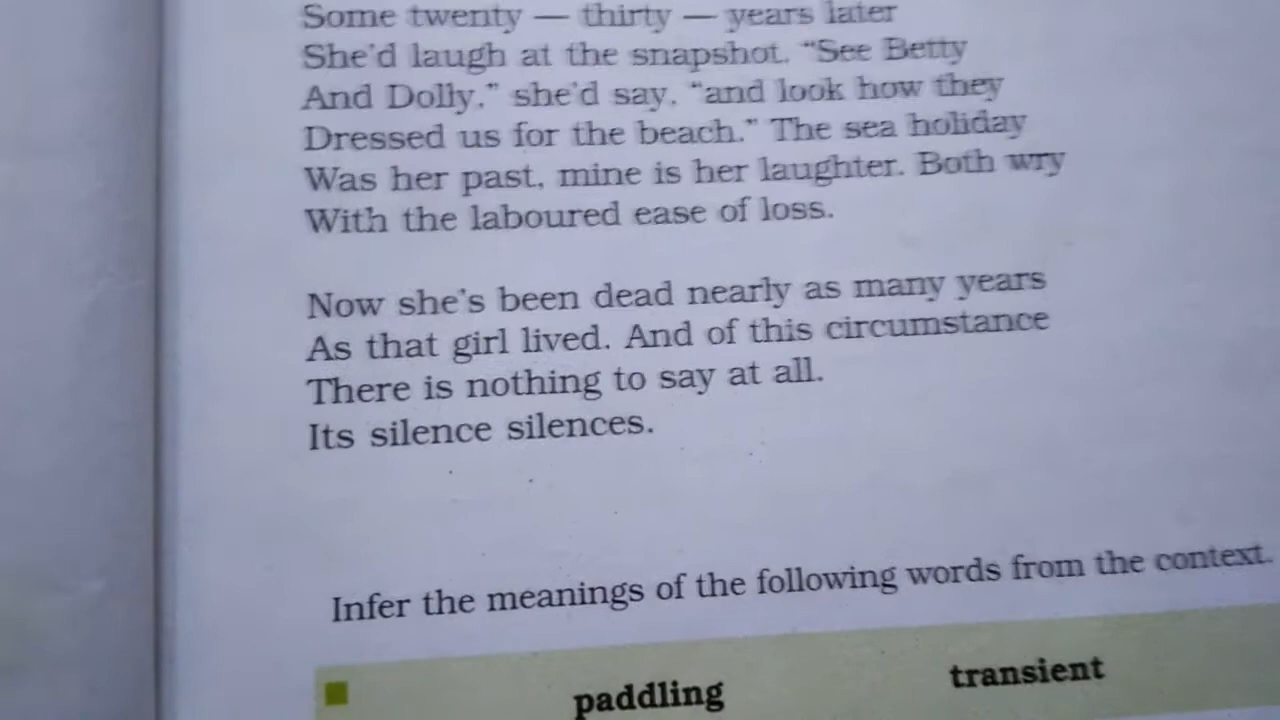 Some twenty — thirty — years later
She'd laugh at the snapshot. “See Betty
And Dolly,” she'd say, “and look how they
Dressed us for the beach.” The sea holiday
Was her past, mine is her laughter. Both wry
With the laboured ease of loss.
Now she's been dead nearly as many years
As that girl lived. And of this circumstance
There is nothing to say at all.
Its silence silences.
Infer the meanings of the following words from the context.
paddling transient